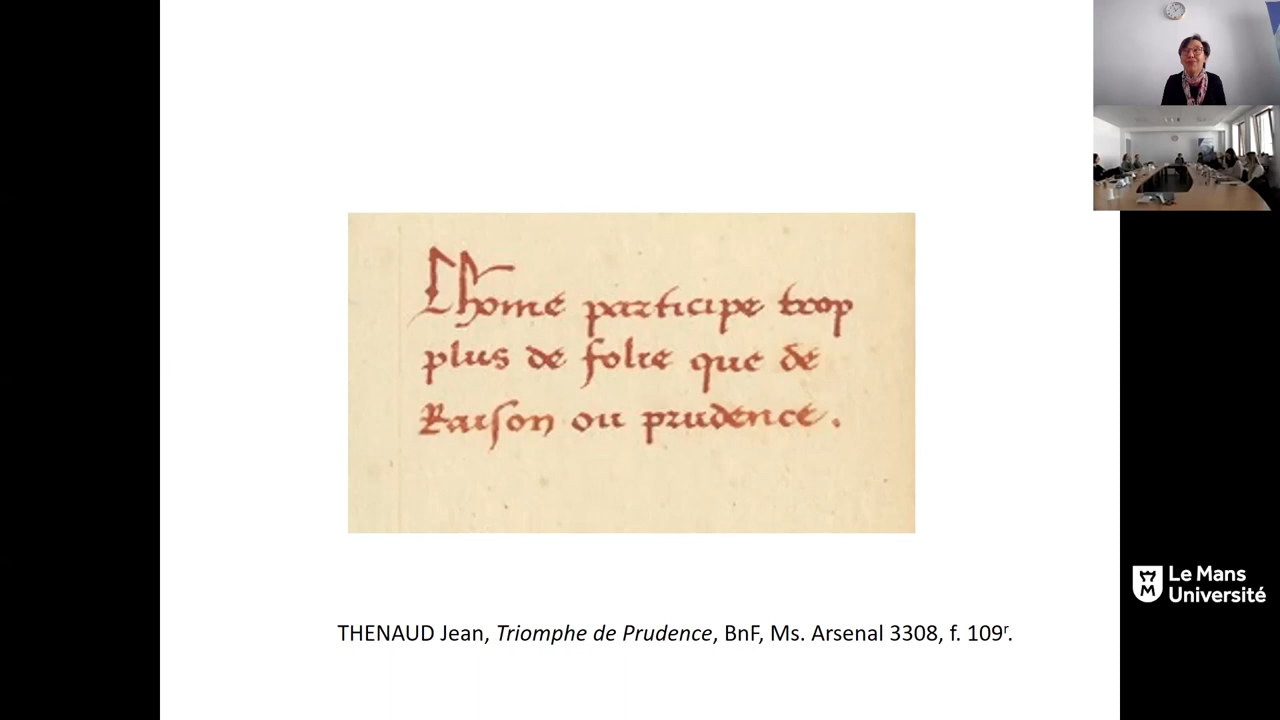 Lhome participe trop
plus de folie que de
Raison ou prudence.
THENAUD Jean, Triomphe de Prudence, BnF, Ms. Arsenal 3308, f. 109r.
Le Mans
Université